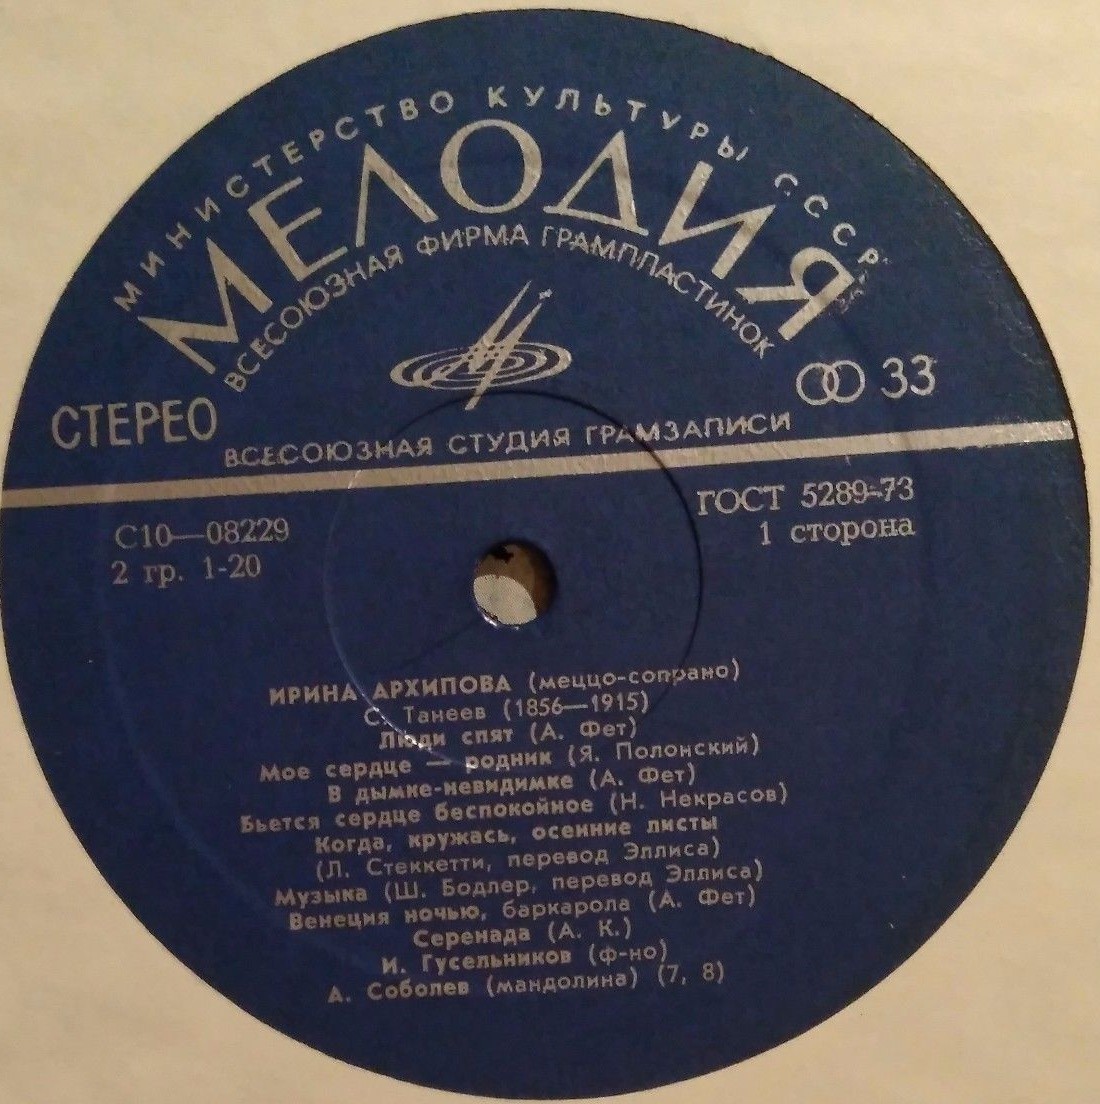 МИНИСТЕРСТВО КУЛЬТУРЫ СССР
МЕЛОДИЯ
ВСЕСОЮЗНАЯ ФИРМА ГРАМПЛАСТИНОК
СТЕРЕО
33
ВСЕСОЮЗНАЯ СТУДИЯ ГРАМЗАПИСИ
С10—08229
2 гр. 1-20
ГОСТ 5289-73
1 сторона
ИРИНА АРХИПОВА (меццо-сопрано)
С. Танеев (1856—1915)
Люди спят (А. Фет)
Мое сердце — родник (Я. Полонский)
В дымке-невидимке (А. Фет)
Бьется сердце беспокойное (Н. Некрасов)
Когда, кружась, осенние листы
(Л. Стеккетти, перевод Эллиса)
Музыка (Ш. Бодлер, перевод Эллиса)
Венеция ночью, баркарола (А. Фет)
Серенада (А. К.)
И. Гусельников (ф-но)
А. Соболев (мандолина) (7, 8)